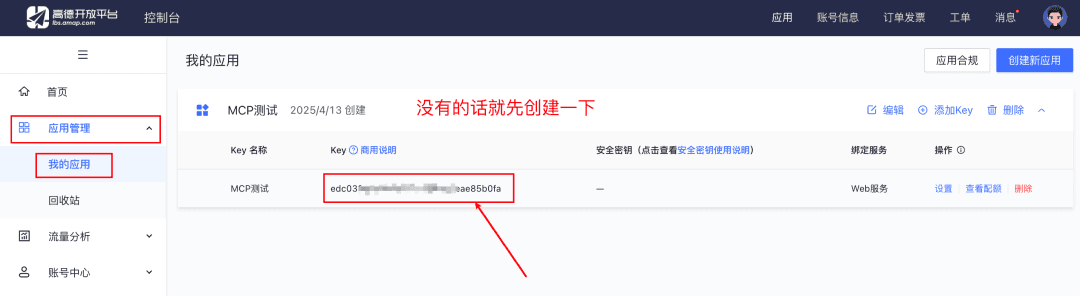 高德开放平台
lbs.amap.com
控制台
应用
账号信息
订单发票
工单
消息
首页
应用管理
我的应用
回收站
流量分析
账号中心
我的应用
应用合规
创建新应用
MCP测试 2025/4/13 创建
没有的话就先创建一下
编辑 添加Key 删除
Key 名称 Key 商用说明 安全密钥（点击查看安全密钥使用说明） 绑定服务 操作
MCP测试 edc03 eae85b0fa — Web服务 设置 查看配额 删除